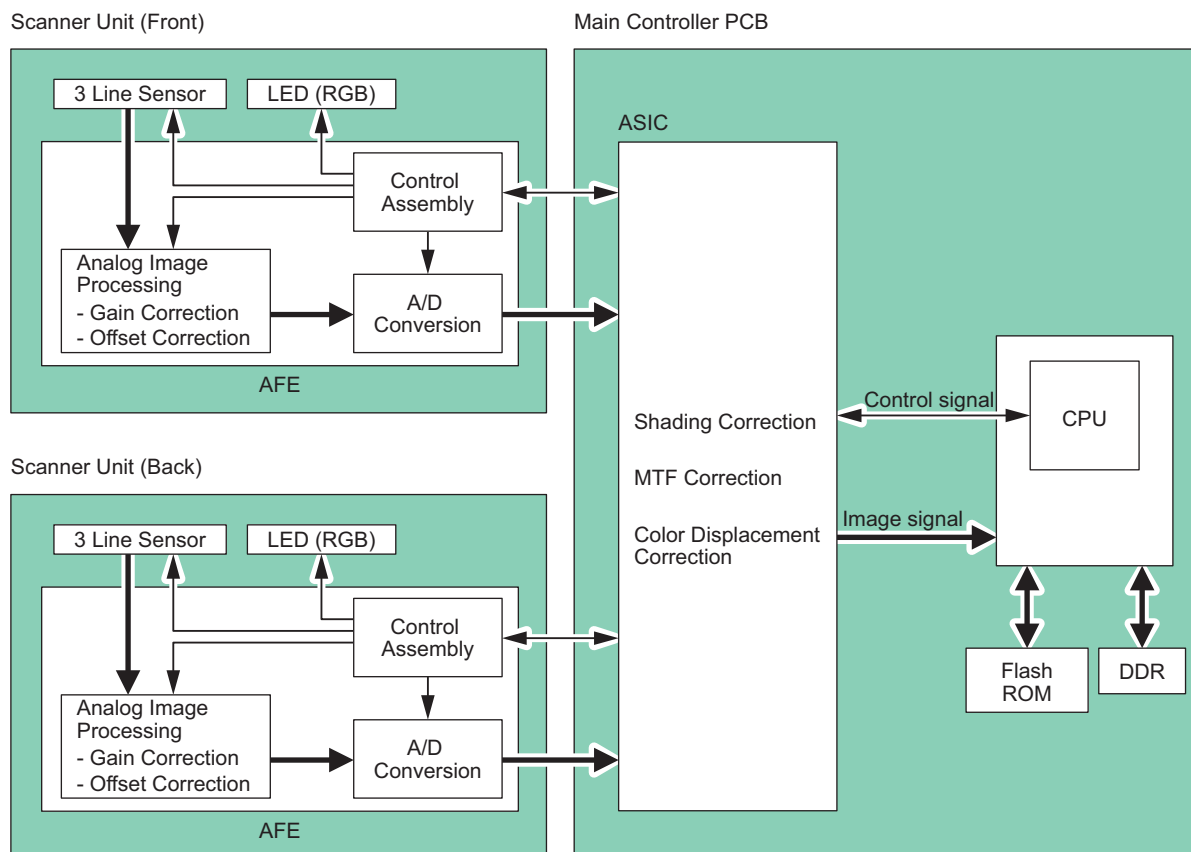 Scanner Unit (Front)
3 Line Sensor
LED (RGB)
Control
Assembly
Analog Image
Processing
- Gain Correction
- Offset Correction
A/D
Conversion
AFE
Scanner Unit (Back)
3 Line Sensor
LED (RGB)
Control
Assembly
Analog Image
Processing
- Gain Correction
- Offset Correction
A/D
Conversion
AFE
Main Controller PCB
ASIC
Shading Correction
MTF Correction
Color Displacement
Correction
Control signal
Image signal
CPU
Flash
ROM
DDR